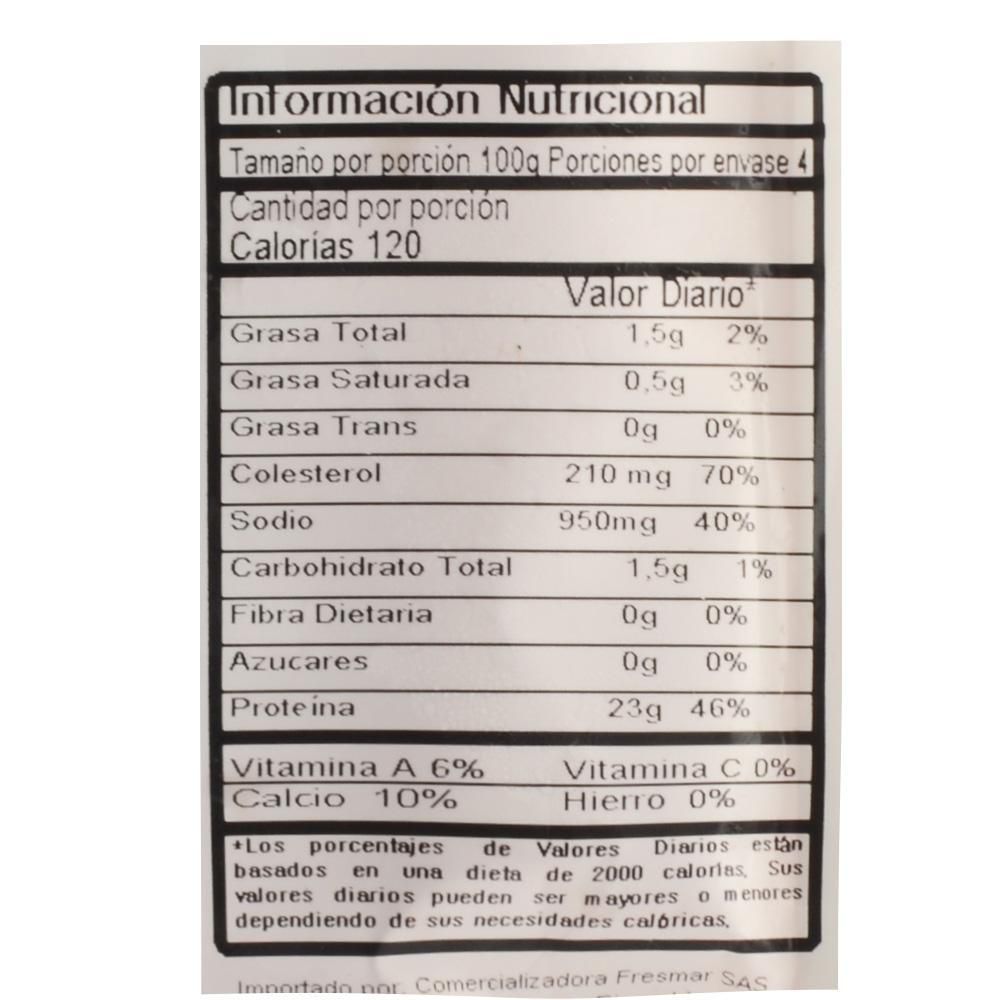 Información Nutricional
Tamaño por porción 100g Porciones por envase 4
Cantidad por porción
Calorías 120
Valor Diario*
Grasa Total 1,5g 2%
Grasa Saturada 0,5g 3%
Grasa Trans 0g 0%
Colesterol 210 mg 70%
Sodio 950mg 40%
Carbohidrato Total 1,5g 1%
Fibra Dietaria 0g 0%
Azucares 0g 0%
Proteína 23g 46%
Vitamina A 6% Vitamina C 0%
Calcio 10% Hierro 0%
*Los porcentajes de Valores Diarios están
basados en una dieta de 2000 calorías, Sus
valores diarios pueden ser mayores o menores
dependiendo de sus necesidades calóricas,
Importado por. Comercializadora Fresmar SAS